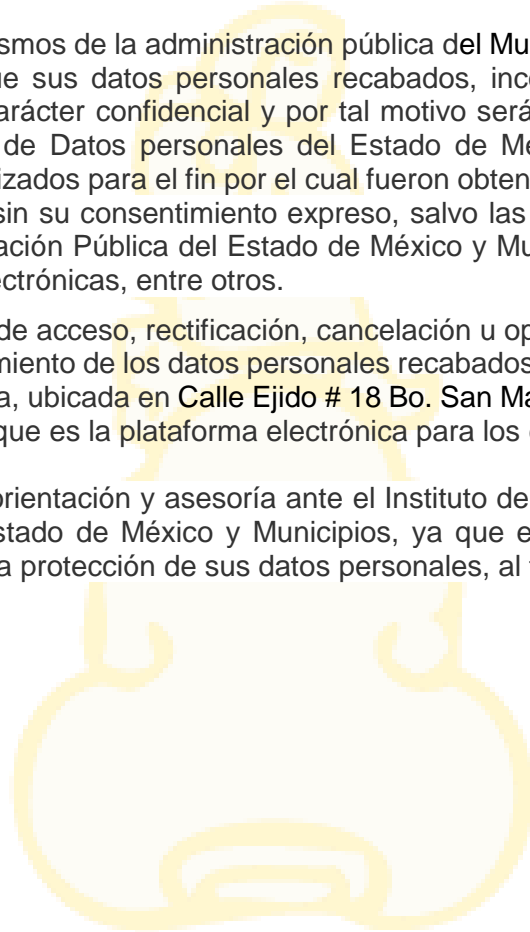 ismos de la administración pública del Mu
ue sus datos personales recabados, inc
arácter confidencial y por tal motivo será
de Datos personales del Estado de Mé
izados para el fin por el cual fueron obten
sin su consentimiento expreso, salvo las
ación Pública del Estado de México y Mu
ectrónicas, entre otros.
de acceso, rectificación, cancelación u op
miento de los datos personales recabados
a, ubicada en Calle Ejido # 18 Bo. San Ma
que es la plataforma electrónica para los
orientación y asesoría ante el Instituto de
stado de México y Municipios, ya que e
a protección de sus datos personales, al